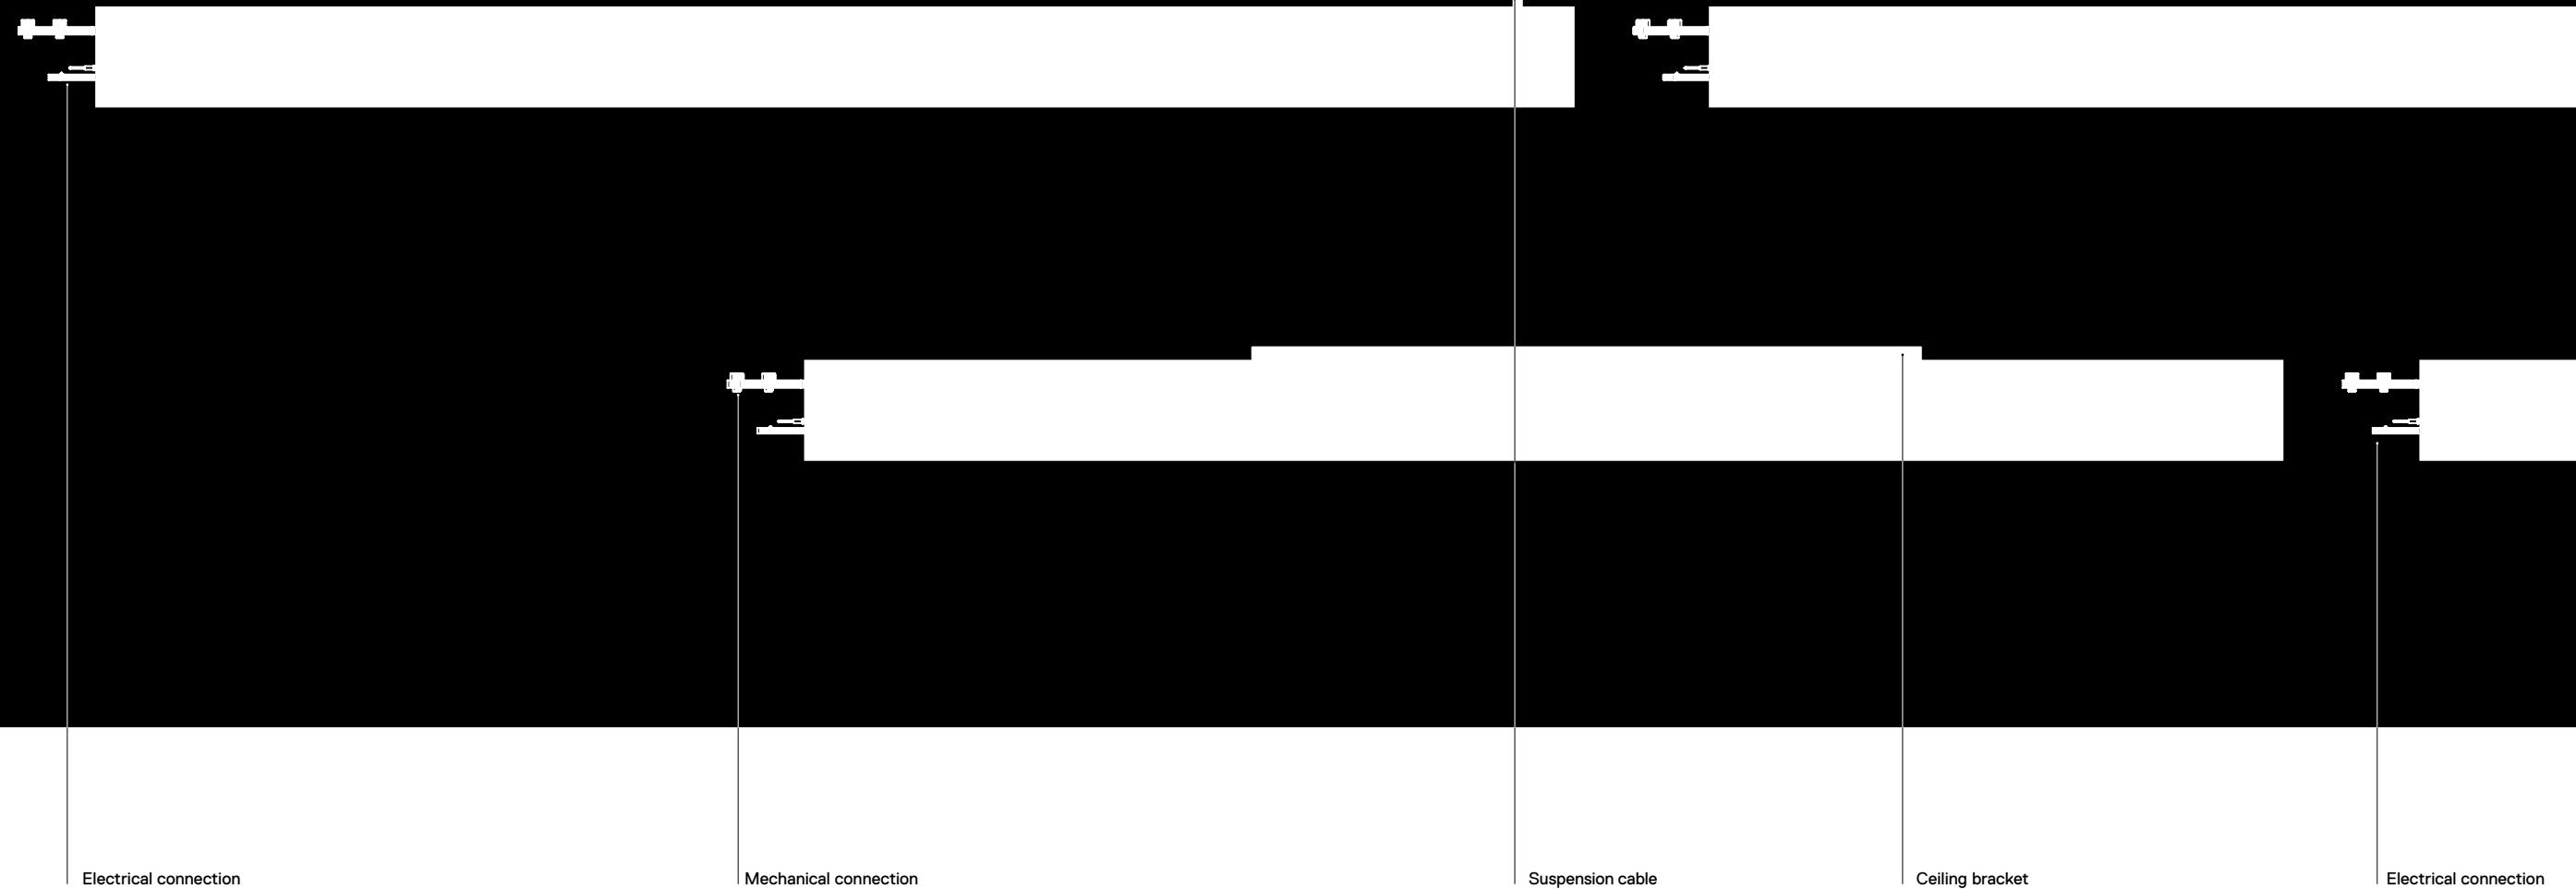 Electrical connection
Mechanical connection
Suspension cable
Ceiling bracket
Electrical connection